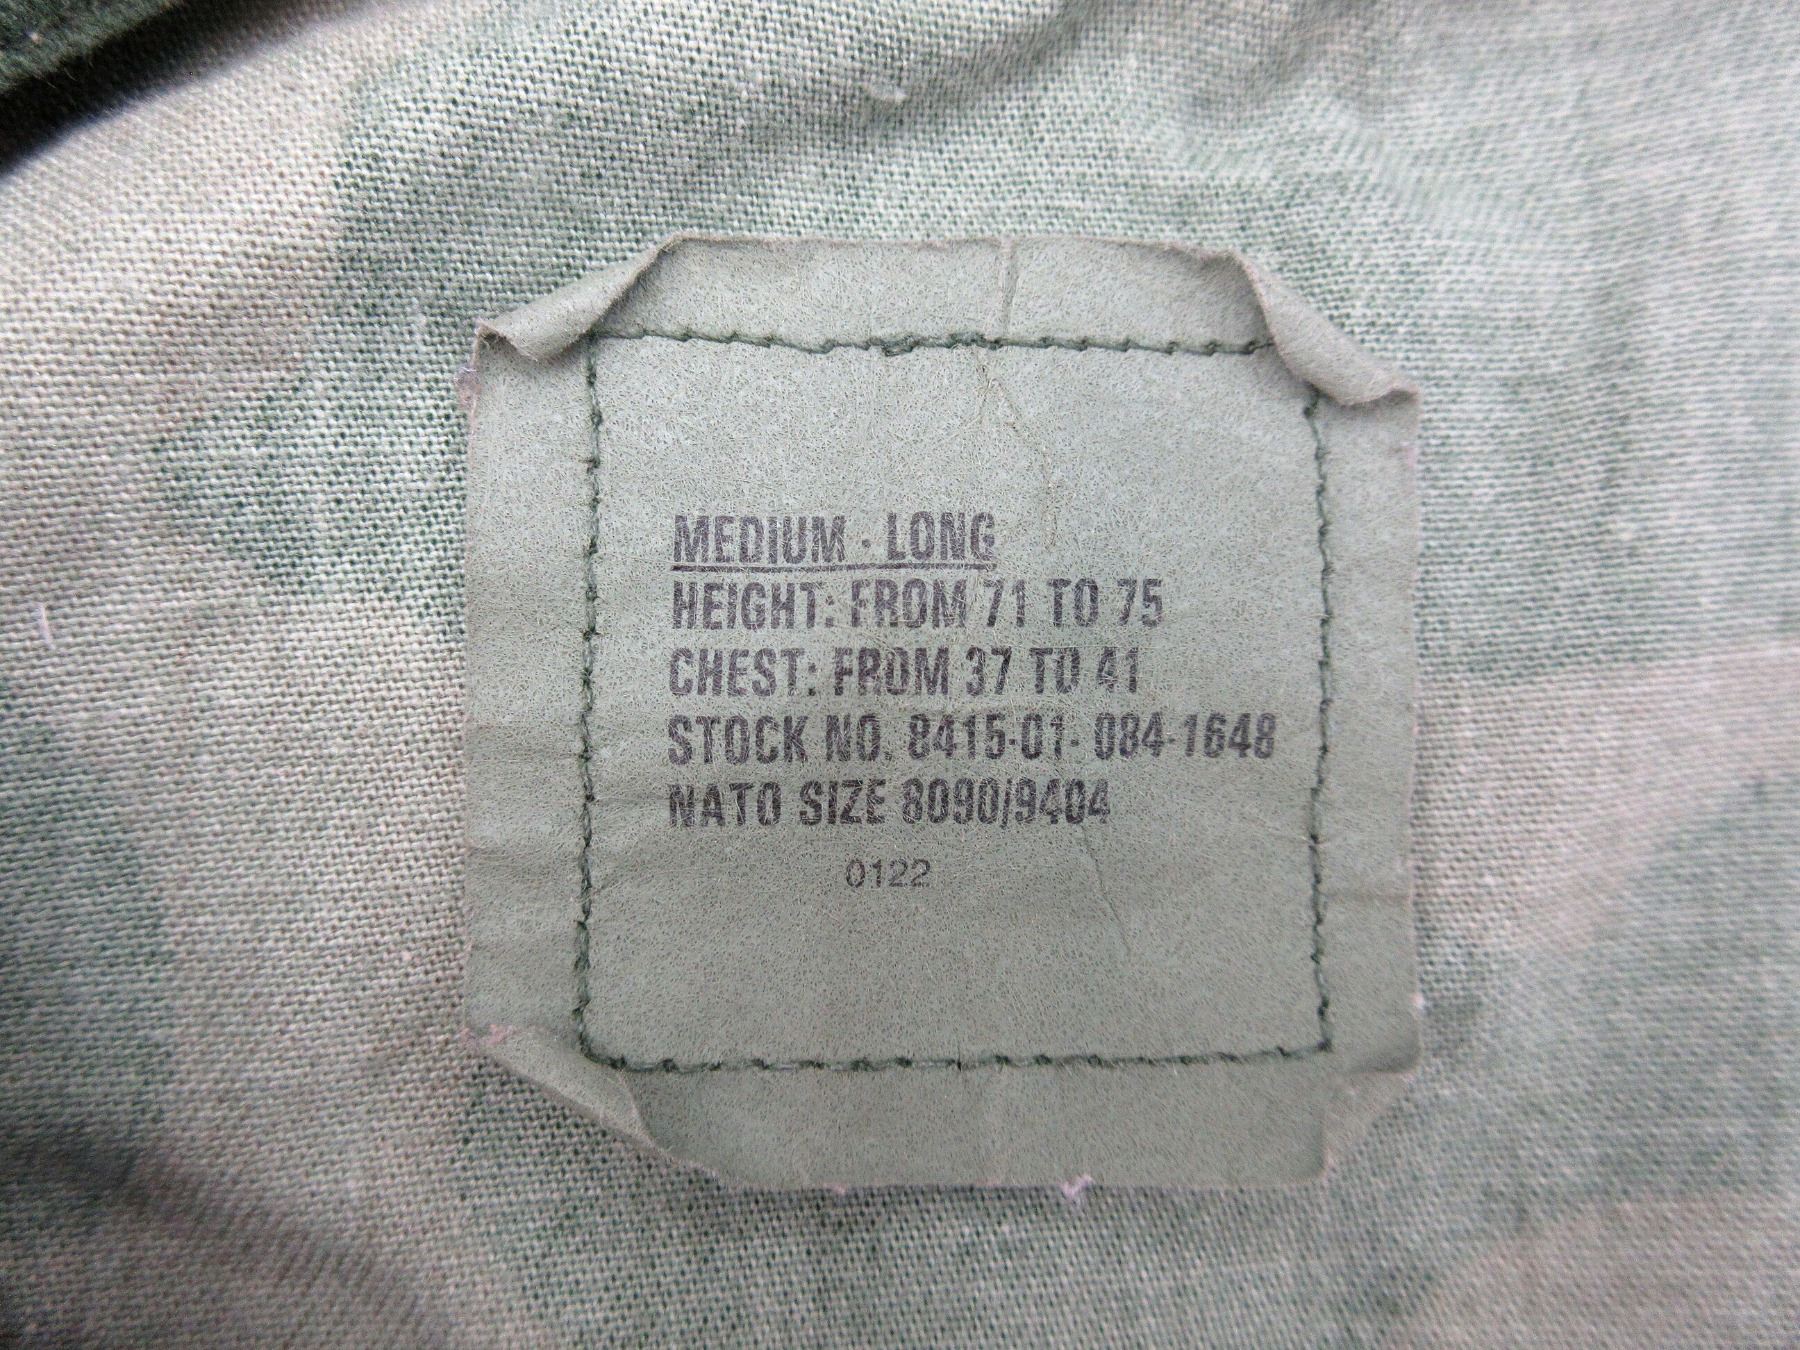 MEDIUM - LONG
HEIGHT: FROM 71 TO 75
CHEST: FROM 37 TO 41
STOCK NO. 8415-01-084-1648
NATO SIZE 8090/9404
0122